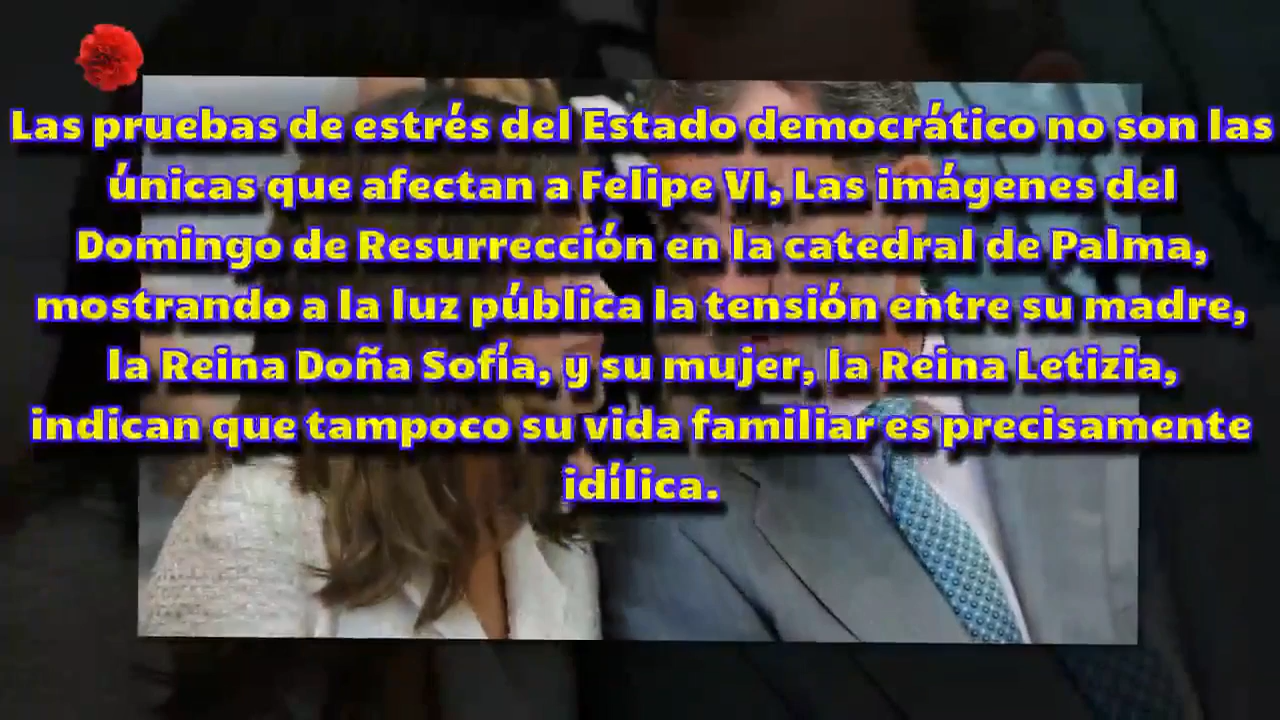 Las pruebas de estrés del Estado democrático no son las
únicas que afectan a Felipe VI, Las imágenes del
Domingo de Resurrección en la catedral de Palma,
mostrando a la luz pública la tensión entre su madre,
la Reina Doña Sofía, y su mujer, la Reina Letizia,
indican que tampoco su vida familiar es precisamente
idílica.